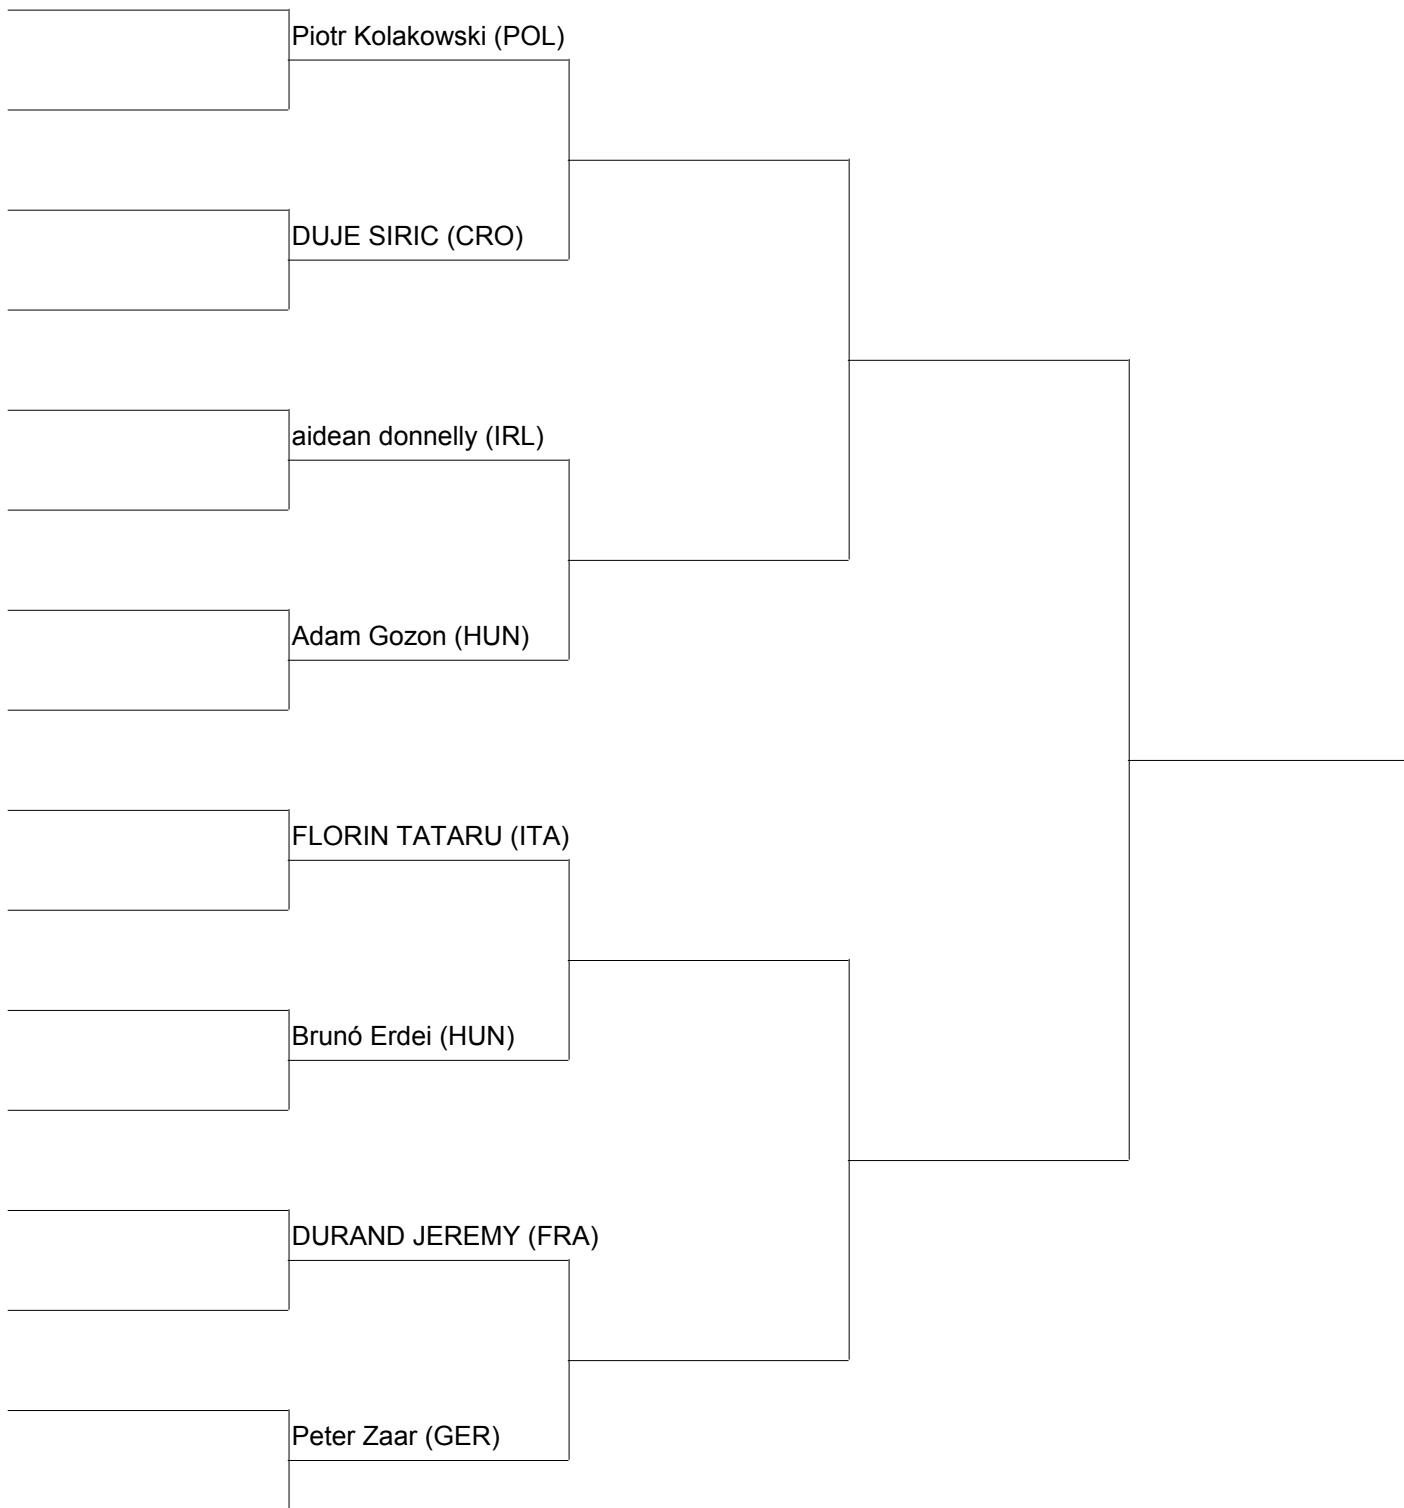 Piotr Kolakowski (POL)
DUJE SIRIC (CRO)
aidean donnelly (IRL)
Adam Gozon (HUN)
FLORIN TATARU (ITA)
Brunó Erdei (HUN)
DURAND JEREMY (FRA)
Peter Zaar (GER)